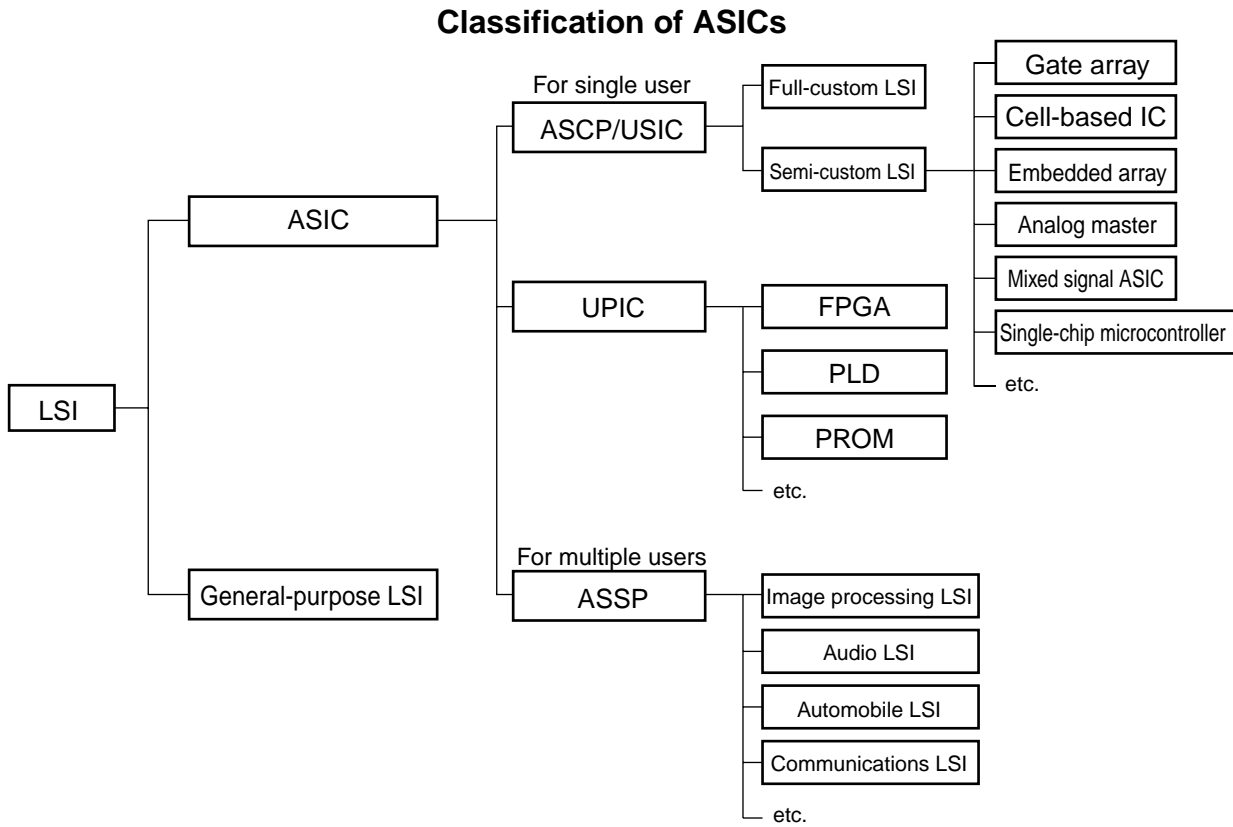 Classification of ASICs
LSI
ASIC
General-purpose LSI
For single user
ASCP/USIC
UPIC
For multiple users
ASSP
Full-custom LSI
Semi-custom LSI
FPGA
PLD
PROM
etc.
Image processing LSI
Audio LSI
Automobile LSI
Communications LSI
etc.
Gate array
Cell-based IC
Embedded array
Analog master
Mixed signal ASIC
Single-chip microcontroller
etc.